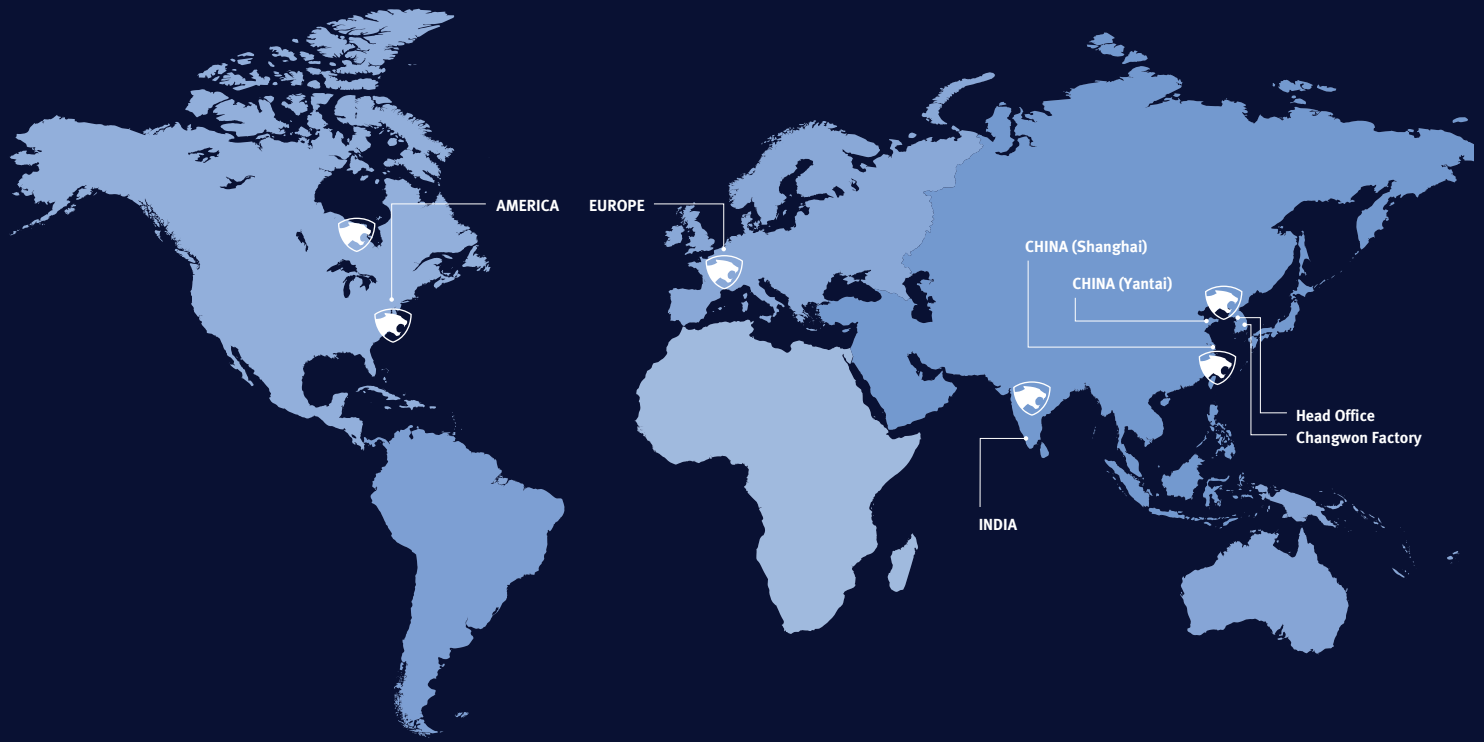 AMERICA
EUROPE
CHINA (Shanghai)
CHINA (Yantai)
Head Office
Changwon Factory
INDIA